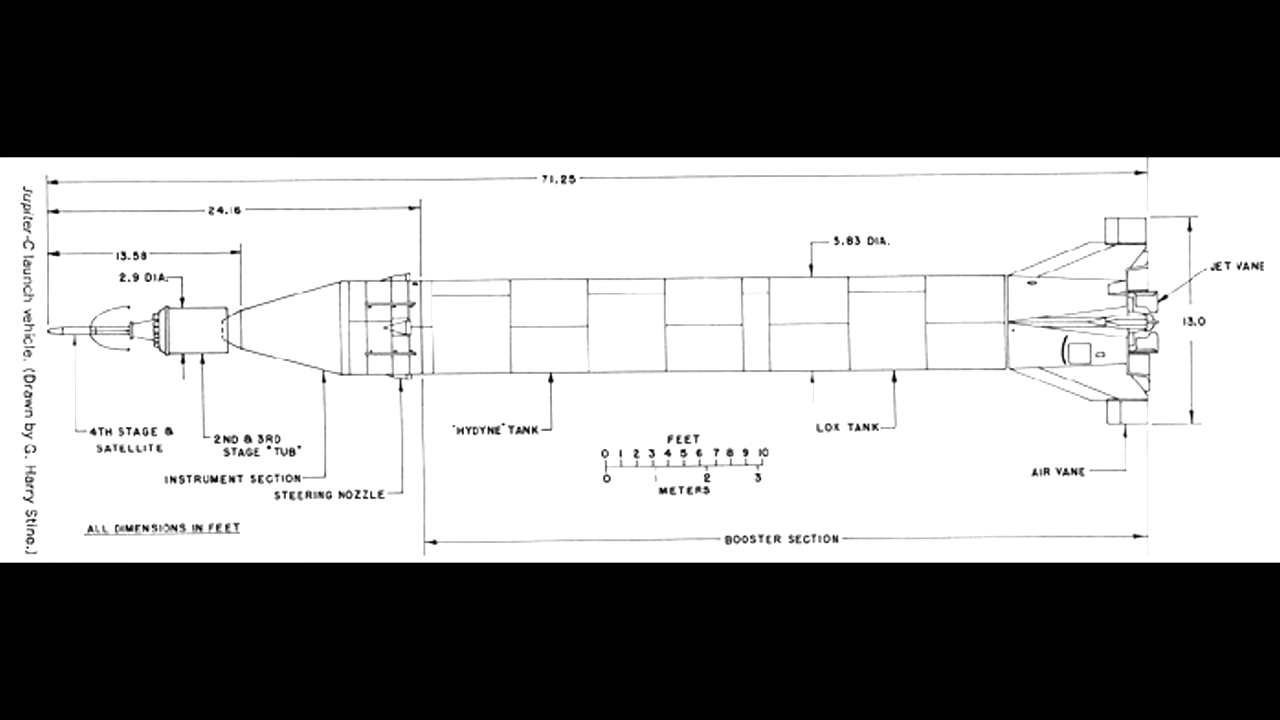 71.25
24.16
13.58
2.9 DIA.
5.83 DIA.
JET VANE
13.0
4TH STAGE &
SATELLITE
2ND & 3RD
STAGE "TUB"
INSTRUMENT SECTION
STEERING NOZZLE
"HYDYNE" TANK
LOX TANK
AIR VANE
FEET
0 1 2 3 4 5 6 7 8 9 10
0 1 2 3
METERS
ALL DIMENSIONS IN FEET
BOOSTER SECTION
Jupiter-C launch vehicle. (Drawn by G. Harry Stine.)